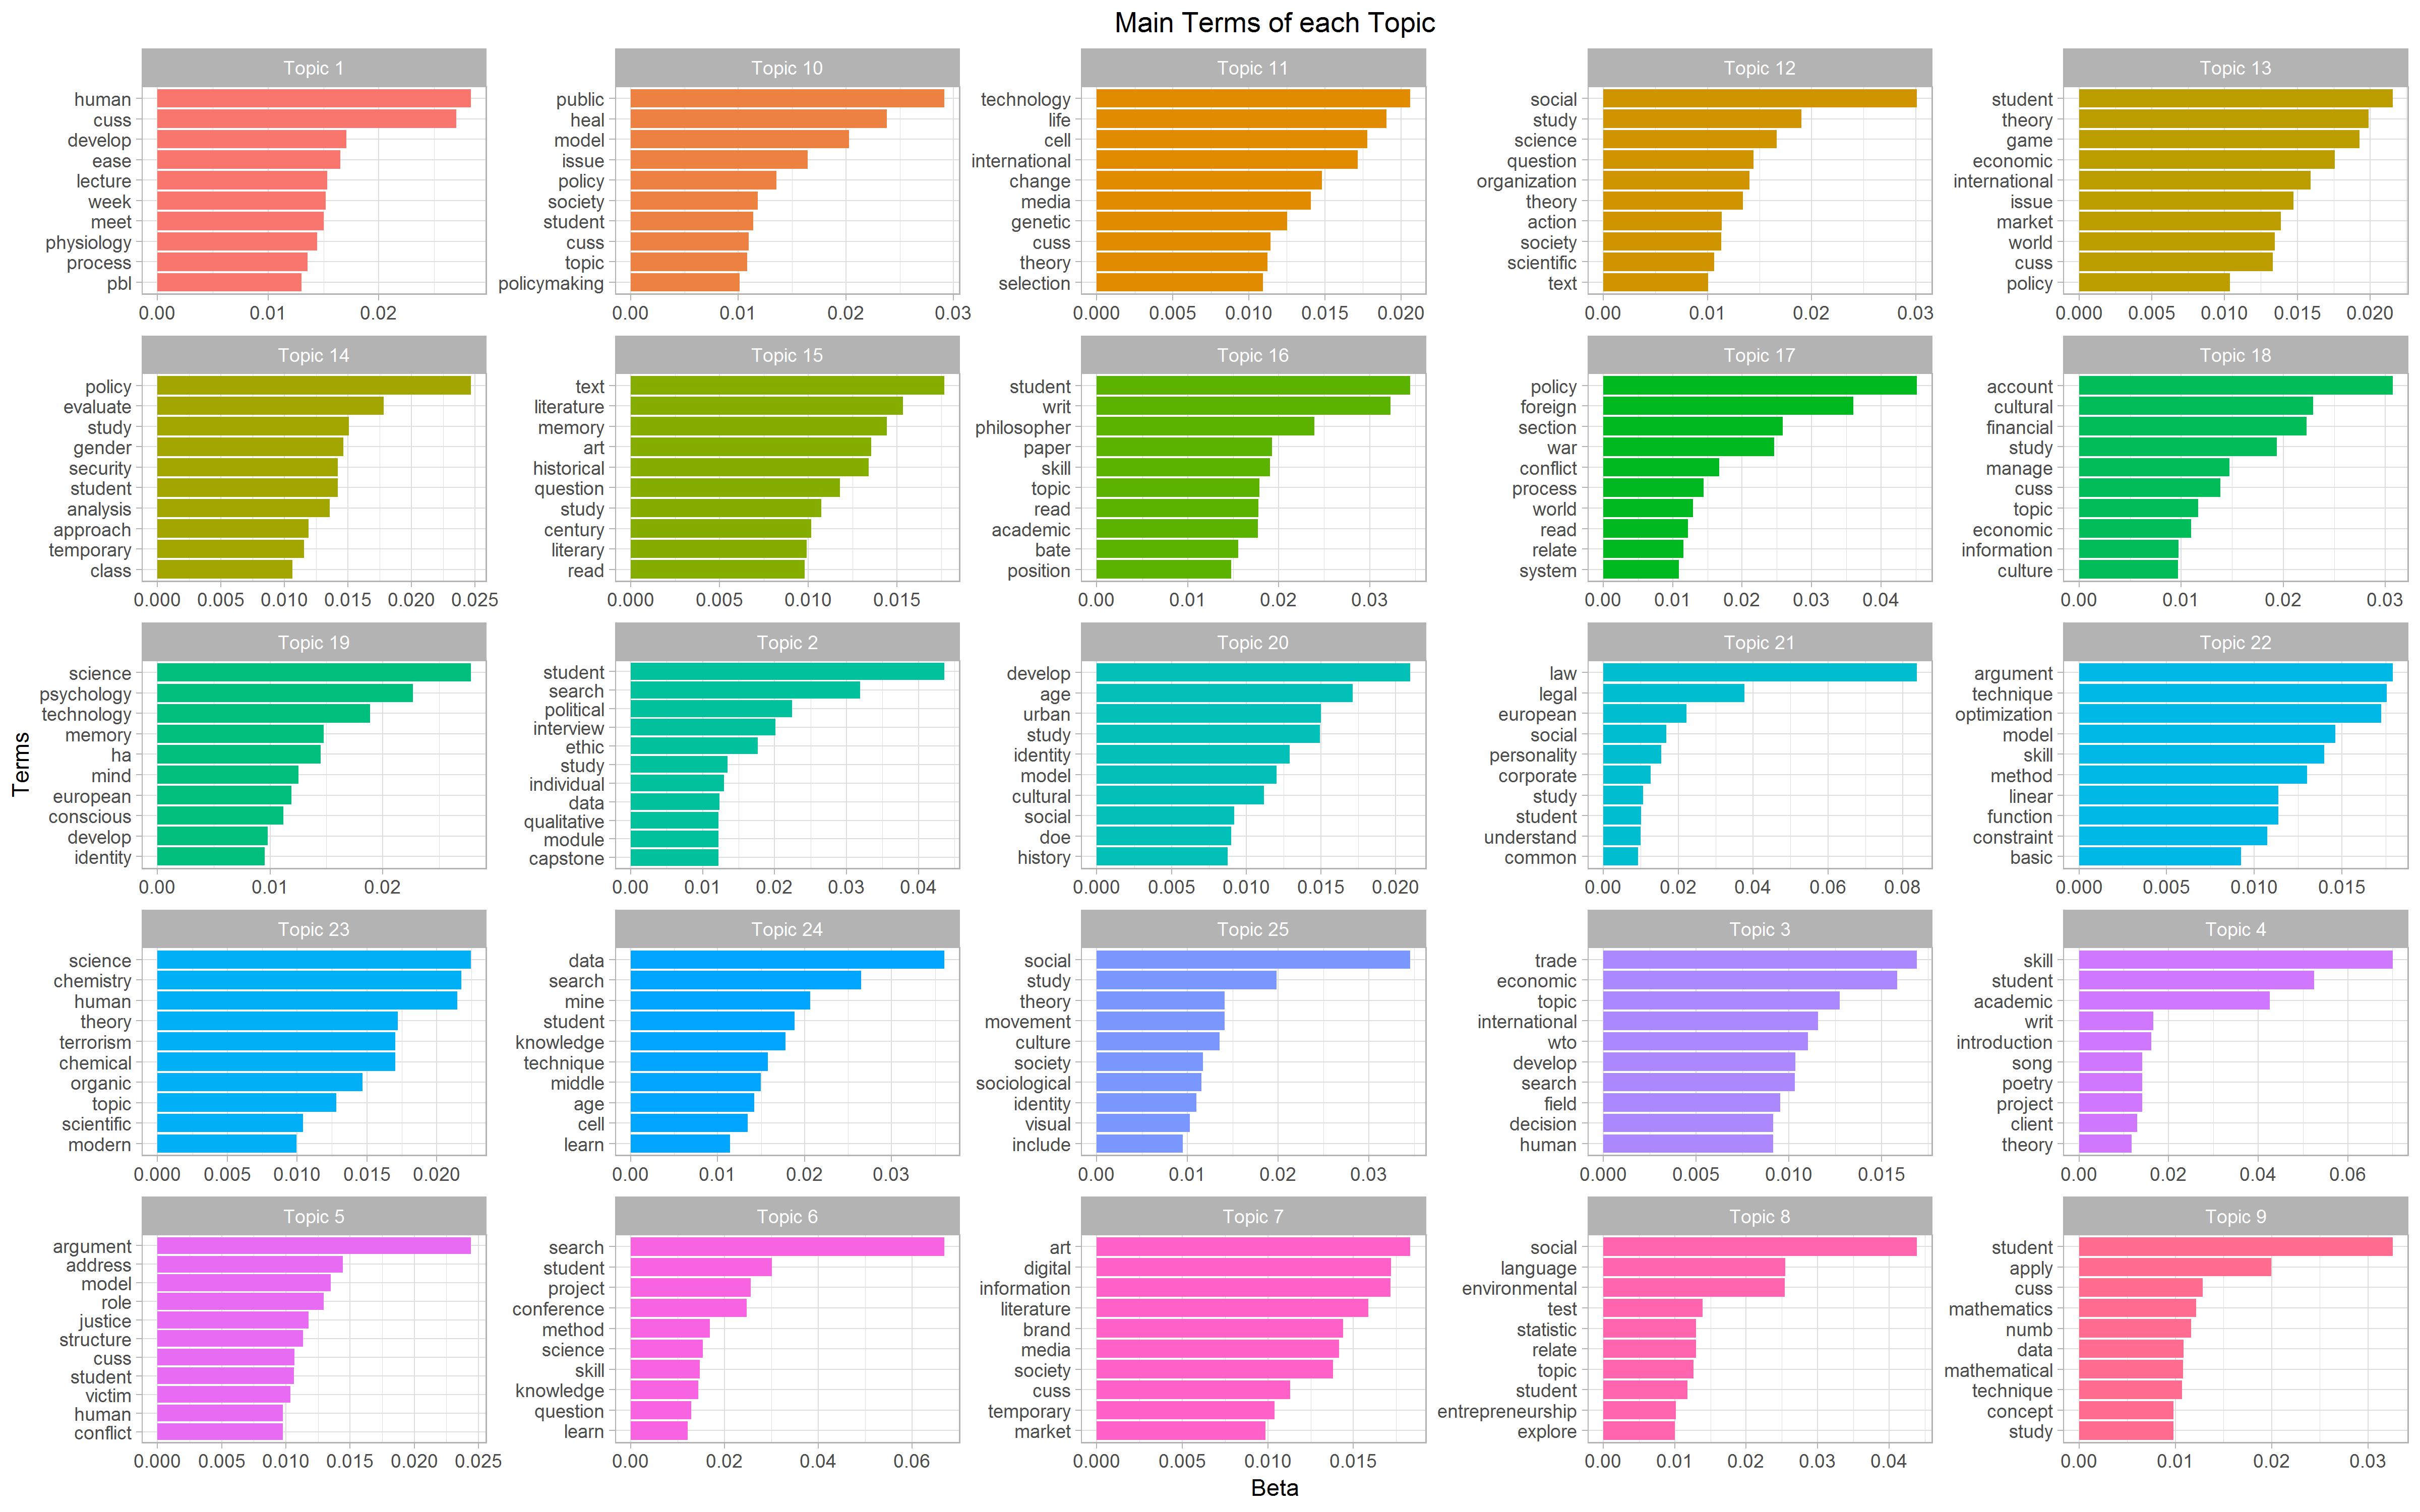 Main Terms of each Topic
Topic 1
human
cuss
develop
ease
lecture
week
meet
physiology
process
pbl
0.00 0.01 0.02
Topic 10
public
heal
model
issue
policy
society
student
cuss
topic
policymaking
0.00 0.01 0.02 0.03
Topic 11
technology
life
cell
international
change
media
genetic
cuss
theory
selection
0.000 0.005 0.010 0.015 0.020
Topic 12
social
study
science
question
organization
theory
action
society
scientific
text
0.00 0.01 0.02 0.03
Topic 13
student
theory
game
economic
international
issue
market
world
cuss
policy
0.000 0.005 0.010 0.015 0.020
Topic 14
policy
evaluate
study
gender
security
student
analysis
approach
temporary
class
0.000 0.005 0.010 0.015 0.020 0.025
Topic 15
text
literature
memory
art
historical
question
study
century
literary
read
0.000 0.005 0.010 0.015
Topic 16
student
writ
philosopher
paper
skill
topic
read
academic
bate
position
0.00 0.01 0.02 0.03
Topic 17
policy
foreign
section
war
conflict
process
world
read
relate
system
0.00 0.01 0.02 0.03 0.04
Topic 18
account
cultural
financial
study
manage
cuss
topic
economic
information
culture
0.00 0.01 0.02 0.03
Terms
Topic 19
science
psychology
technology
memory
ha
mind
european
conscious
develop
identity
0.00 0.01 0.02
Topic 2
student
search
political
interview
ethic
study
individual
data
qualitative
module
capstone
0.00 0.01 0.02 0.03 0.04
Topic 20
develop
age
urban
study
identity
model
cultural
social
doe
history
0.000 0.005 0.010 0.015 0.020
Topic 21
law
legal
european
social
personality
corporate
study
student
understand
common
0.00 0.02 0.04 0.06 0.08
Topic 22
argument
technique
optimization
model
skill
method
linear
function
constraint
basic
0.000 0.005 0.010 0.015
Topic 23
science
chemistry
human
theory
terrorism
chemical
organic
topic
scientific
modern
0.000 0.005 0.010 0.015 0.020
Topic 24
data
search
mine
student
knowledge
technique
middle
age
cell
learn
0.00 0.01 0.02 0.03
Topic 25
social
study
theory
movement
culture
society
sociological
identity
visual
include
0.00 0.01 0.02 0.03
Topic 3
trade
economic
topic
international
wto
develop
search
field
decision
human
0.000 0.005 0.010 0.015
Topic 4
skill
student
academic
writ
introduction
song
poetry
project
client
theory
0.00 0.02 0.04 0.06
Topic 5
argument
address
model
role
justice
structure
cuss
student
victim
human
conflict
0.000 0.005 0.010 0.015 0.020 0.025
Topic 6
search
student
project
conference
method
science
skill
knowledge
question
learn
0.00 0.02 0.04 0.06
Topic 7
art
digital
information
literature
brand
media
society
cuss
temporary
market
0.000 0.005 0.010 0.015
Topic 8
social
language
environmental
test
statistic
relate
topic
student
entrepreneurship
explore
0.00 0.01 0.02 0.03 0.04
Topic 9
student
apply
cuss
mathematics
numb
data
mathematical
technique
concept
study
0.00 0.01 0.02 0.03
Beta